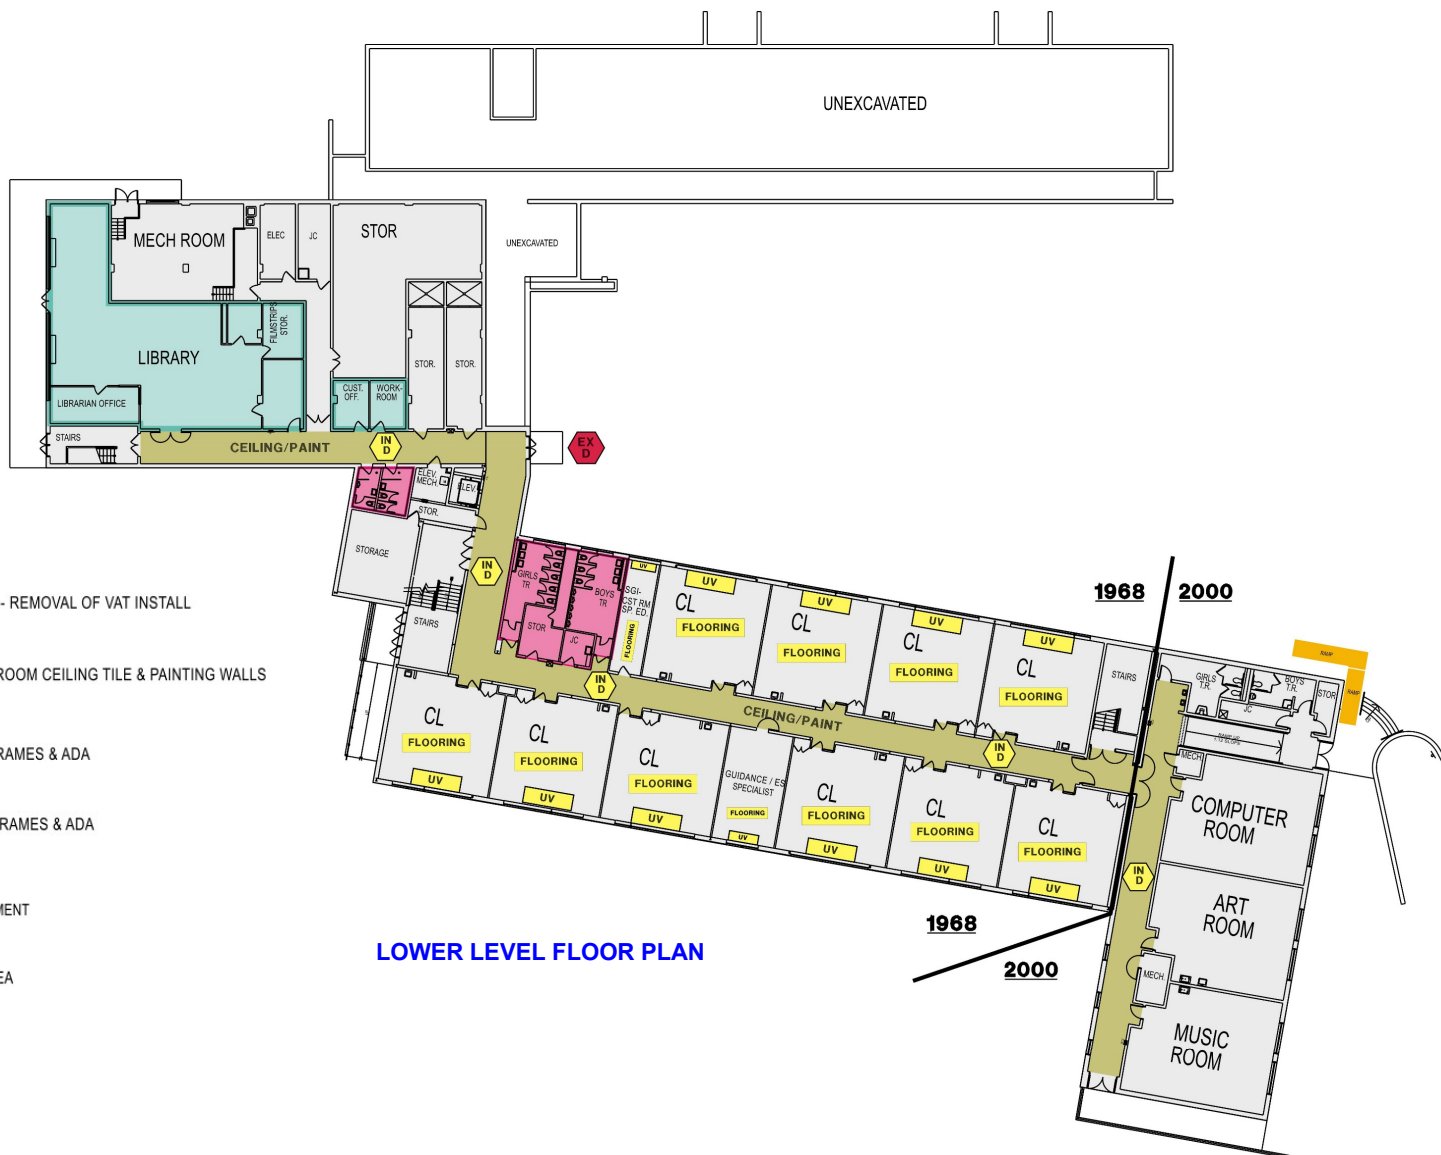 UNEXCAVATED
MECH ROOM
ELEC
JC
STOR
UNEXCAVATED
FILMSTRIPS
STOR.
LIBRARY
STOR.
STOR.
CUST.
OFF.
WORK-
ROOM
LIBRARIAN OFFICE
STAIRS
CEILING/PAINT
IN
D
EX
D
ELEV.
MECH.
ELEV.
STOR.
STORAGE
IN
D
GIRLS
TR
BOYS
TR
STOR
JC
SGI-
CST RM
SP. ED.
FLOORING
UV
UV
CL
FLOORING
UV
CL
FLOORING
UV
CL
FLOORING
UV
CL
FLOORING
1968
2000
- REMOVAL OF VAT INSTALL
STAIRS
ROOM CEILING TILE & PAINTING WALLS
IN
D
STAIRS
GIRLS
T.R.
BOYS
T.R.
STOR
JC
RAMP
RAMP
CEILING/PAINT
IN
D
MECH
RAMES & ADA
RAMES & ADA
CL
FLOORING
UV
CL
FLOORING
UV
CL
FLOORING
UV
GUIDANCE / ES
SPECIALIST
FLOORING
UV
CL
FLOORING
UV
CL
FLOORING
UV
CL
FLOORING
UV
COMPUTER
ROOM
IN
D
MENT
ART
ROOM
1968
2000
LOWER LEVEL FLOOR PLAN
EA
MECH
MUSIC
ROOM